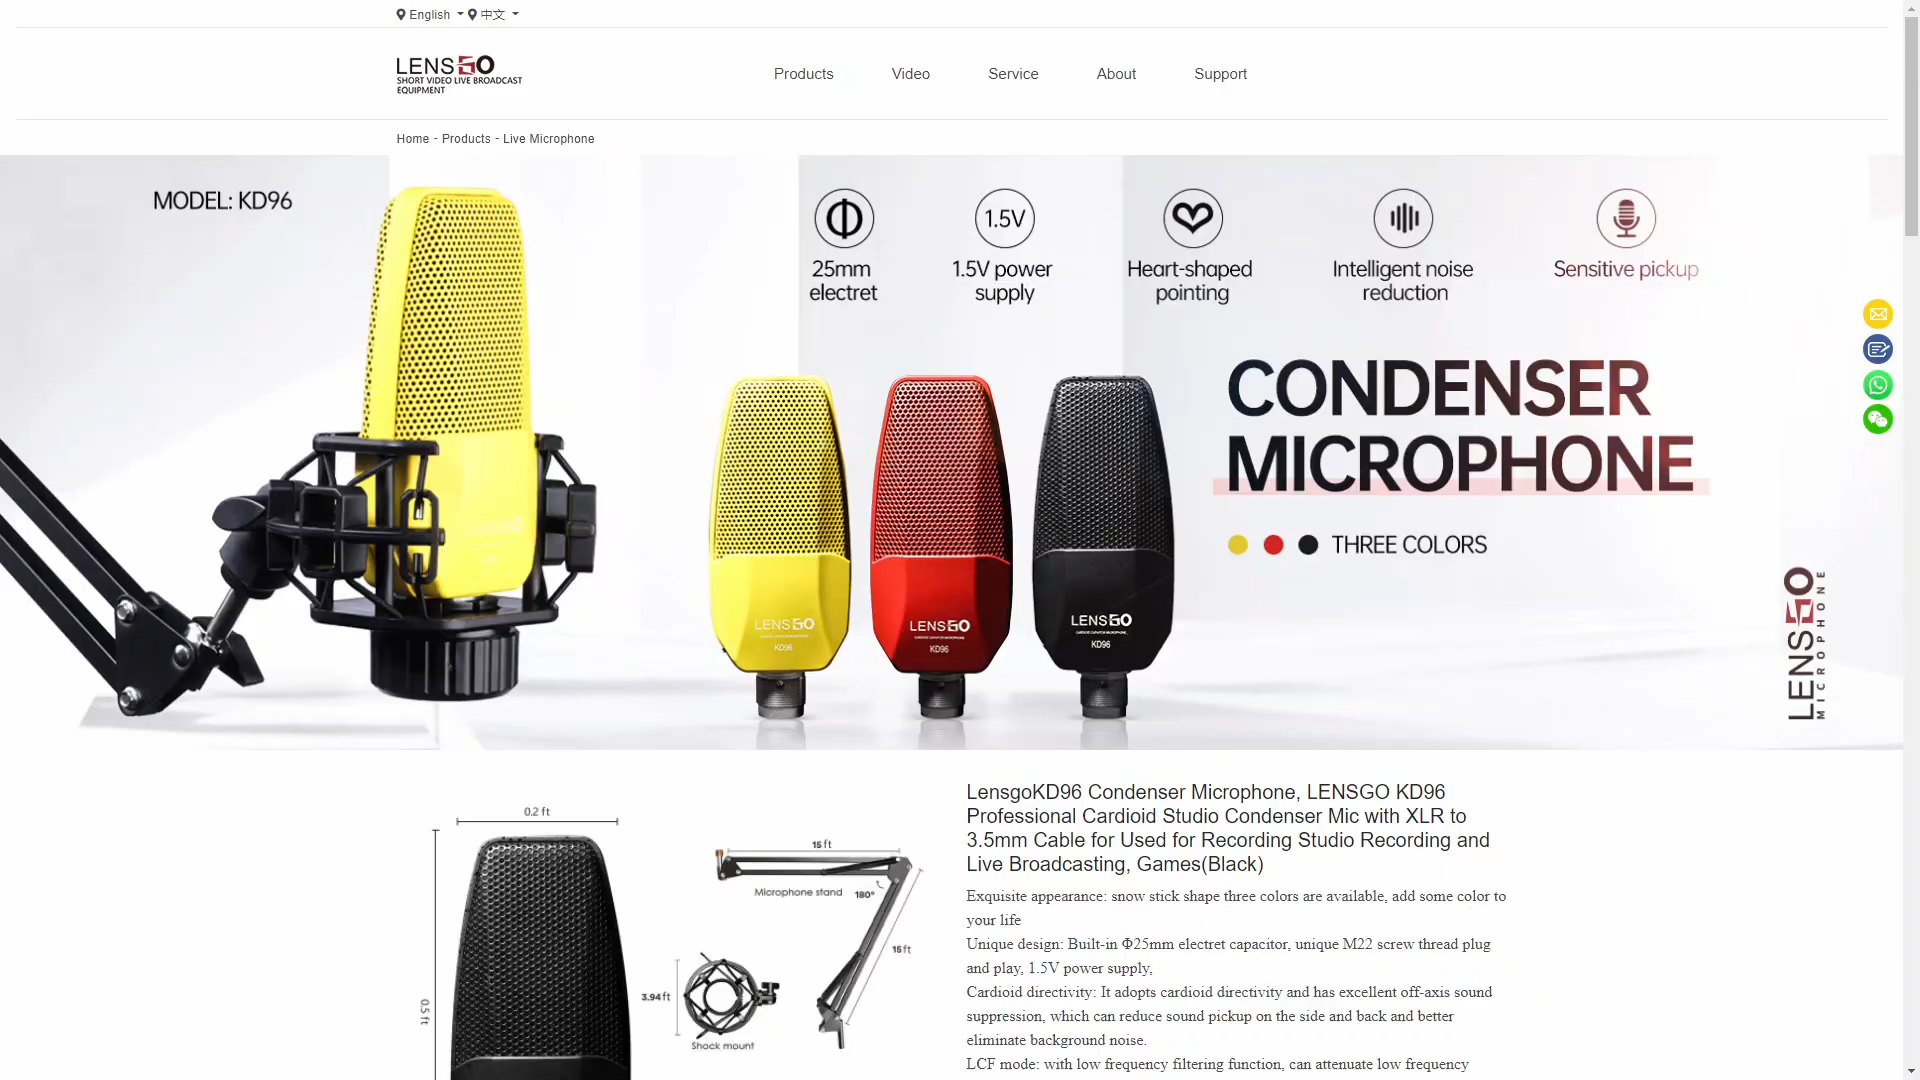 English
中文
LENSGO
SHORT VIDEO LIVE BROADCAST
EQUIPMENT
Products
Video
Service
About
Support
Home - Products - Live Microphone
MODEL: KD96
1.5V
25mm
electret
1.5V power
supply
Heart-shaped
pointing
Intelligent noise
reduction
Sensitive pickup
CONDENSER
MICROPHONE
THREE COLORS
LENSGO
KD96
LENSGO
CARDIOID CAPACITOR MICROPHONE
KD96
LENSGO
CARDIOID CAPACITOR MICROPHONE
KD96
LENSGO
MICROPHONE
0.2 ft
0.5 ft
15 ft
Microphone stand
180°
15 ft
3.94 ft
Shock mount
LensgoKD96 Condenser Microphone, LENSGO KD96
Professional Cardioid Studio Condenser Mic with XLR to
3.5mm Cable for Used for Recording Studio Recording and
Live Broadcasting, Games(Black)
Exquisite appearance: snow stick shape three colors are available, add some color to
your life
Unique design: Built-in Φ25mm electret capacitor, unique M22 screw thread plug
and play, 1.5V power supply,
Cardioid directivity: It adopts cardioid directivity and has excellent off-axis sound
suppression, which can reduce sound pickup on the side and back and better
eliminate background noise.
LCF mode: with low frequency filtering function, can attenuate low frequency